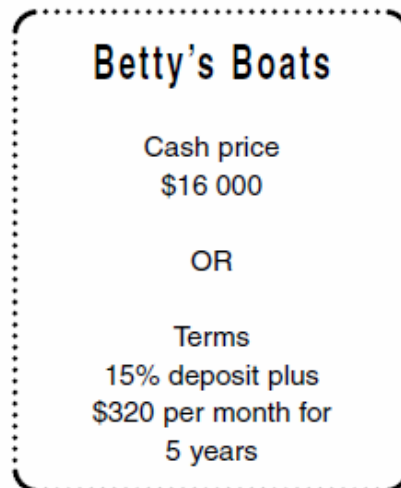 Betty's Boats
Cash price
$16 000
OR
Terms
15% deposit plus
$320 per month for
5 years